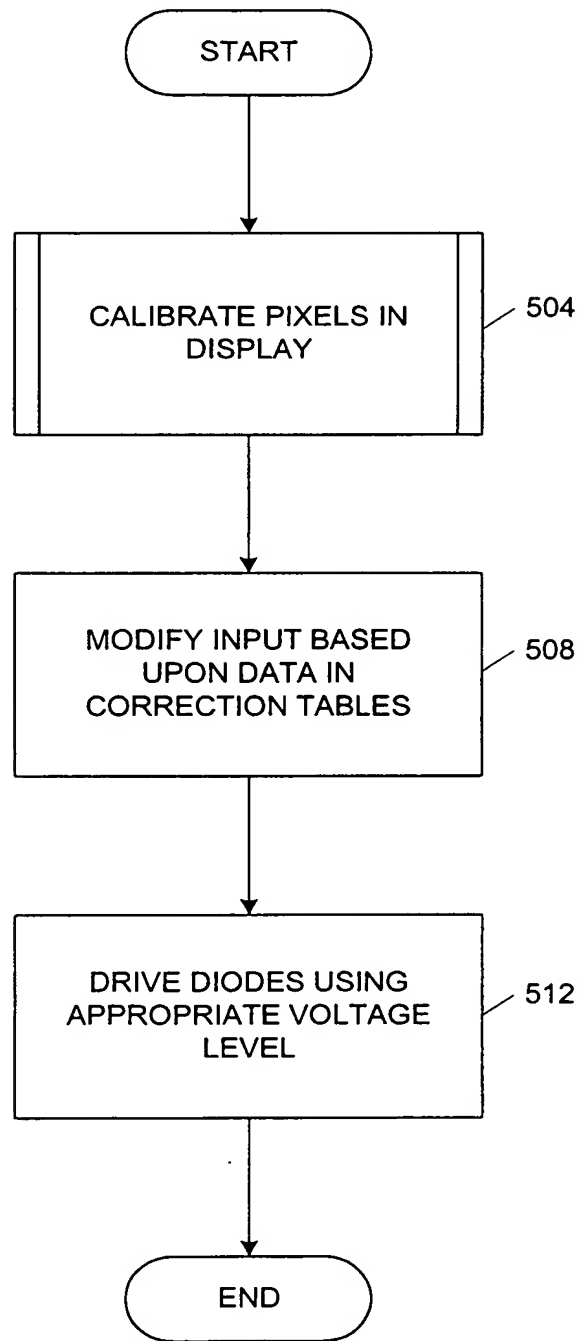 START
CALIBRATE PIXELS IN
DISPLAY
504
MODIFY INPUT BASED
UPON DATA IN
CORRECTION TABLES
508
DRIVE DIODES USING
APPROPRIATE VOLTAGE
LEVEL
512
END